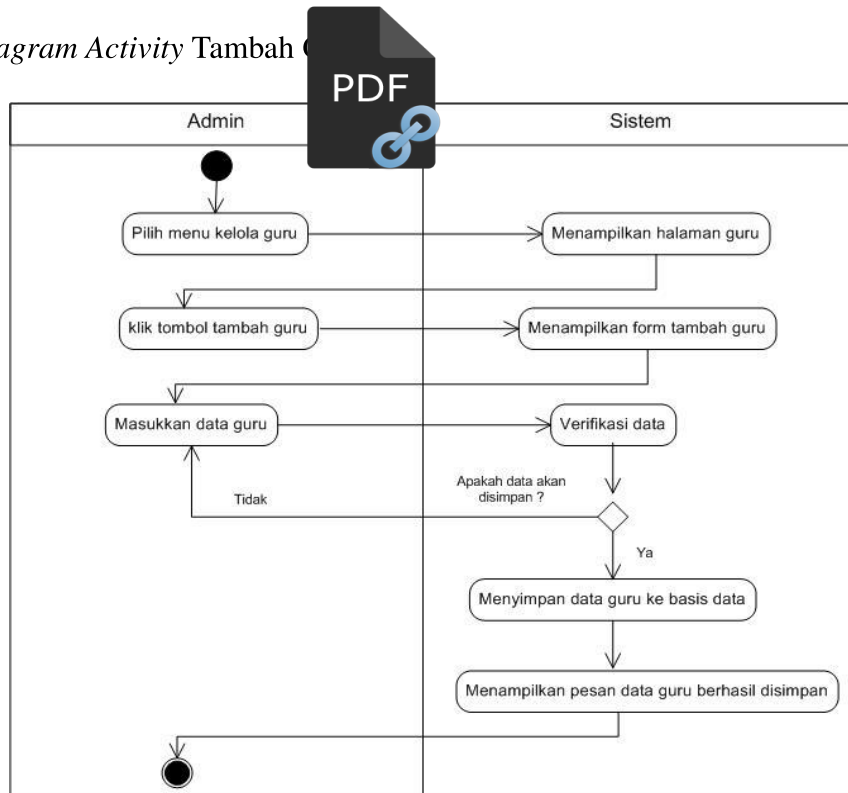 agram Activity Tambah
PDF
Admin
Sistem
Pilih menu kelola guru
Menampilkan halaman guru
klik tombol tambah guru
Menampilkan form tambah guru
Masukkan data guru
Verifikasi data
Apakah data akan
disimpan ?
Tidak
Ya
Menyimpan data guru ke basis data
Menampilkan pesan data guru berhasil disimpan